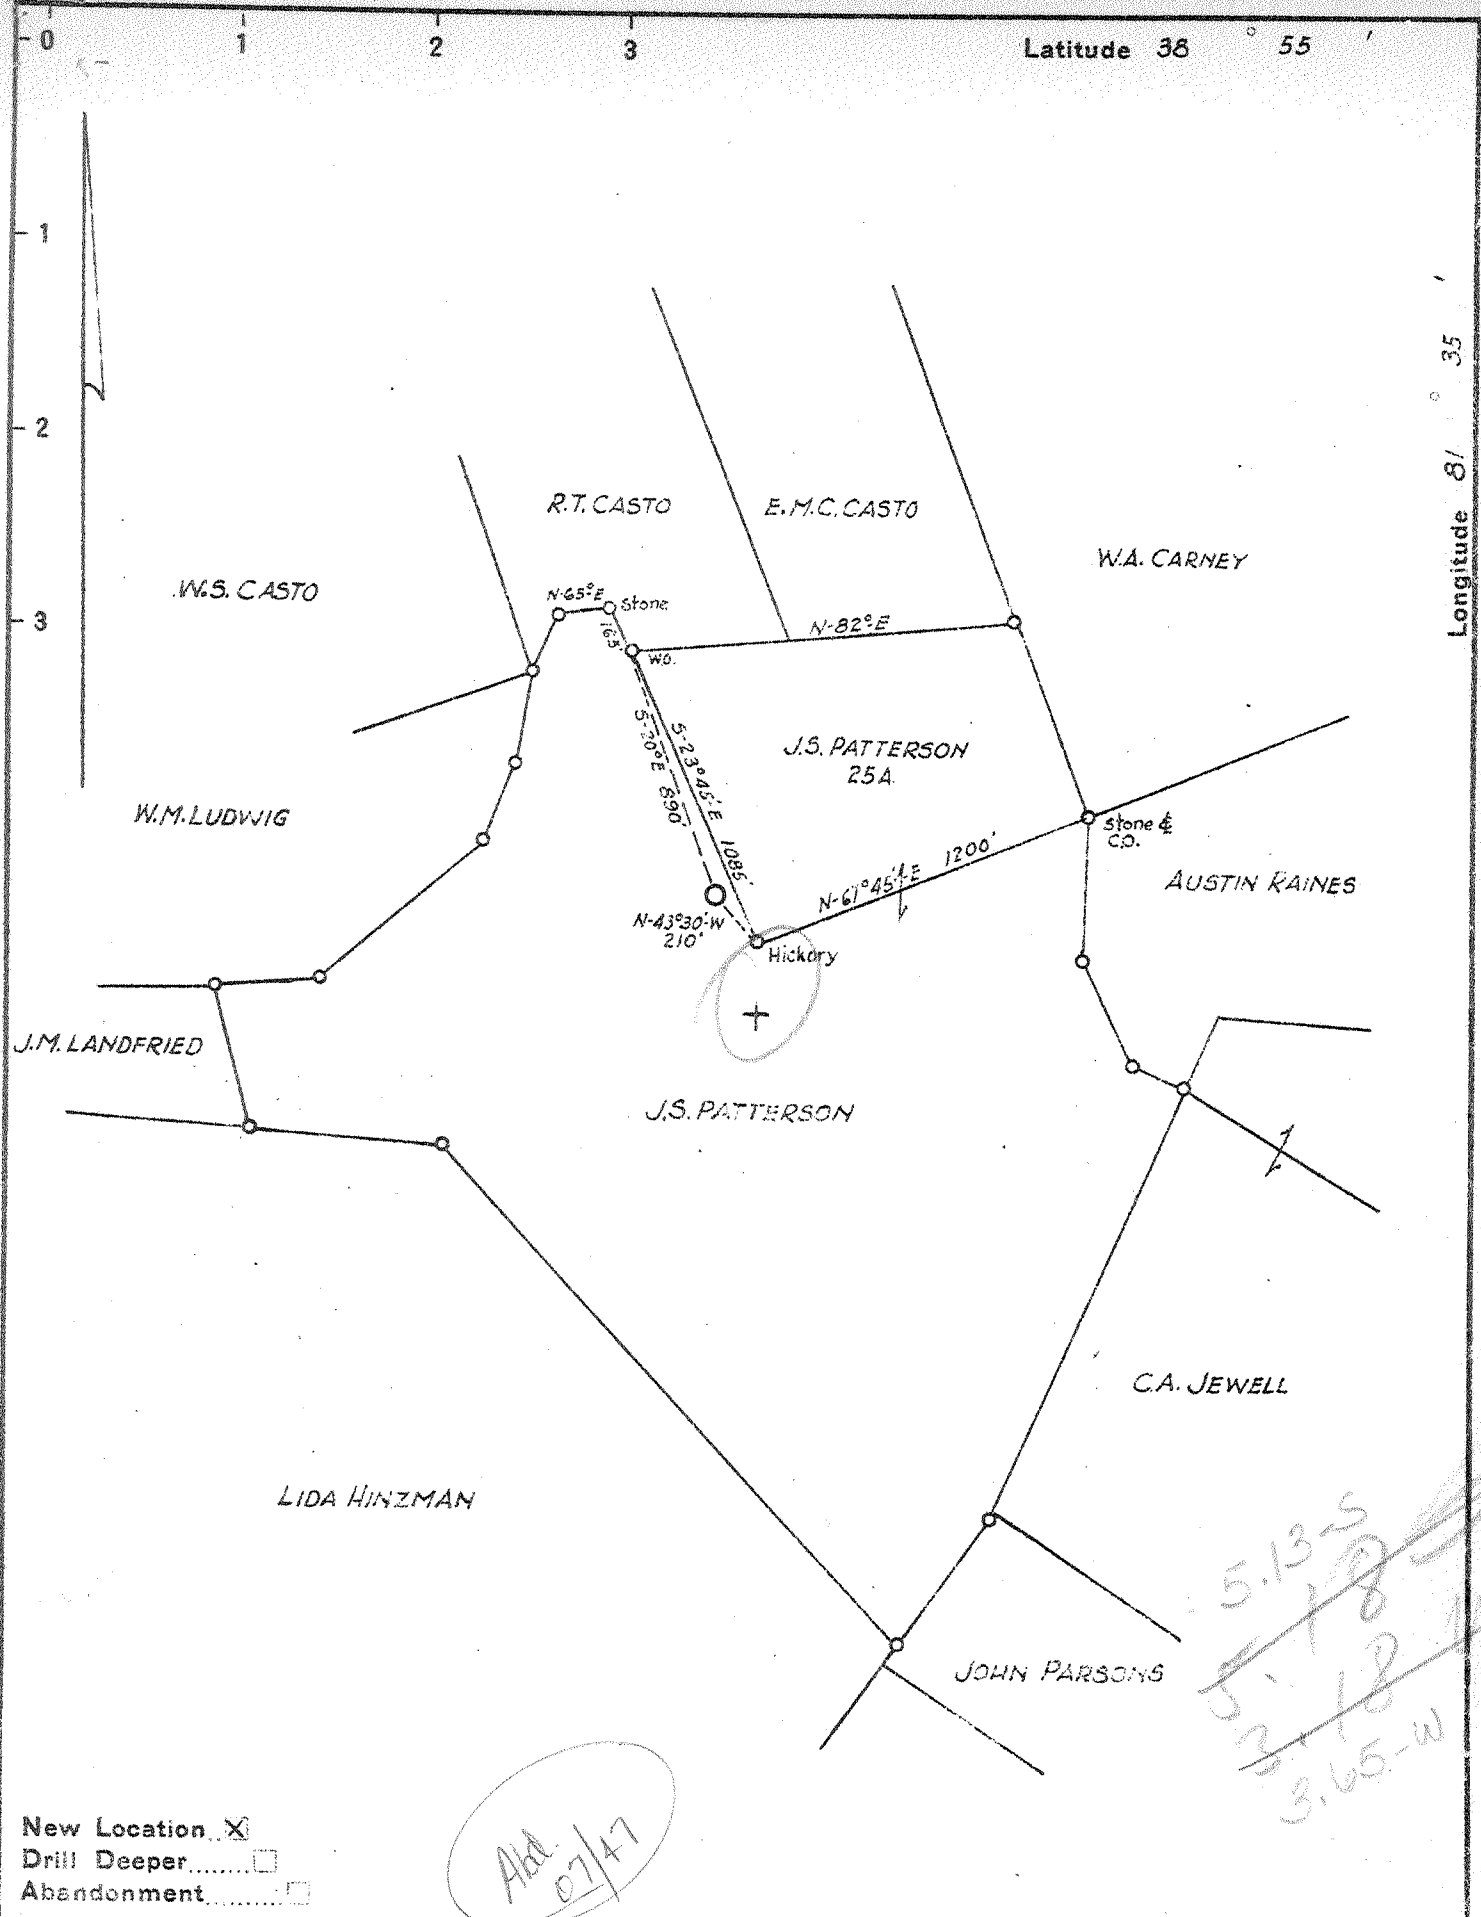 0 1 2 3 Latitude 38 ° 55 '
1
2
3
Longitude 81 ° 35 '
R.T. CASTO
E.M.C. CASTO
W.A. CARNEY
W.S. CASTO
N-65°E
Stone
165'
W.O.
N-82°E
S-20°E 890'
S-23°45'E 1085'
J.S. PATTERSON
25A.
W.M. LUDWIG
Stone &
C.O.
N-67°45'-E 1200'
AUSTIN RAINES
N-43°30'-W
210'
Hickory
J.M. LANDFRIED
J.S. PATTERSON
C.A. JEWELL
LIDA HINZMAN
JOHN PARSONS
5.13-S
3.18
3.65-W
New Location.. X
Drill Deeper........
Abandonment..........
Abd.
07/47